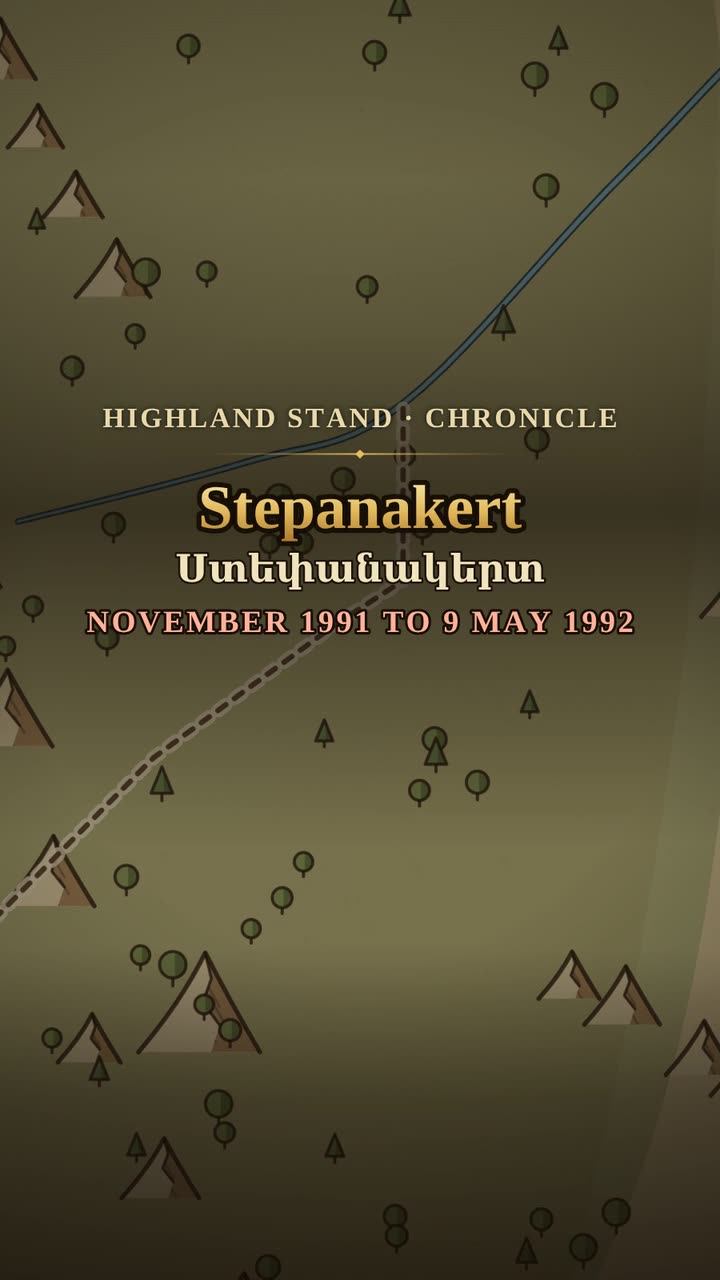 HIGHLAND STAND · CHRONICLE
Stepanakert
Ստեփանակերտ
NOVEMBER 1991 TO 9 MAY 1992